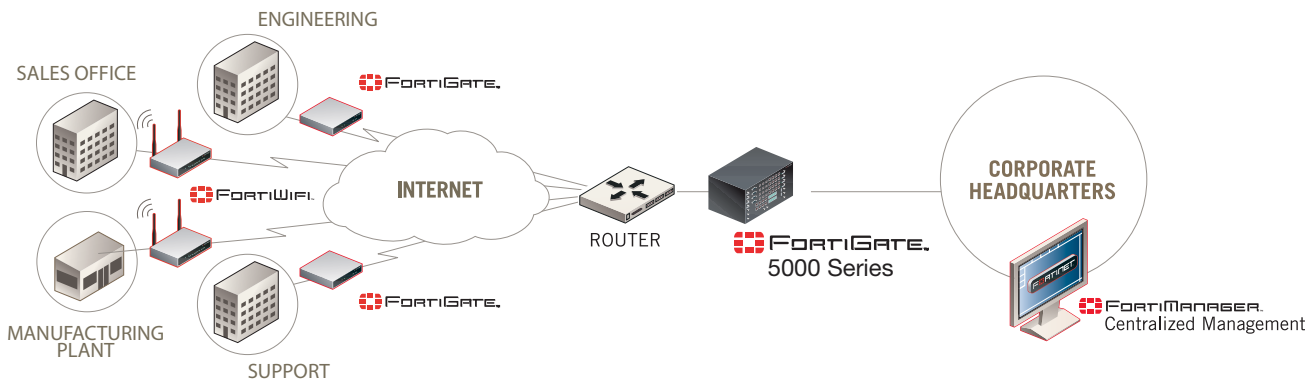 ENGINEERING
SALES OFFICE
FORTIGATE
FORTIWIFI
INTERNET
MANUFACTURING
PLANT
FORTIGATE
SUPPORT
ROUTER
FORTIGATE
5000 Series
CORPORATE
HEADQUARTERS
FORTINET
FORTIMANAGER
Centralized Management